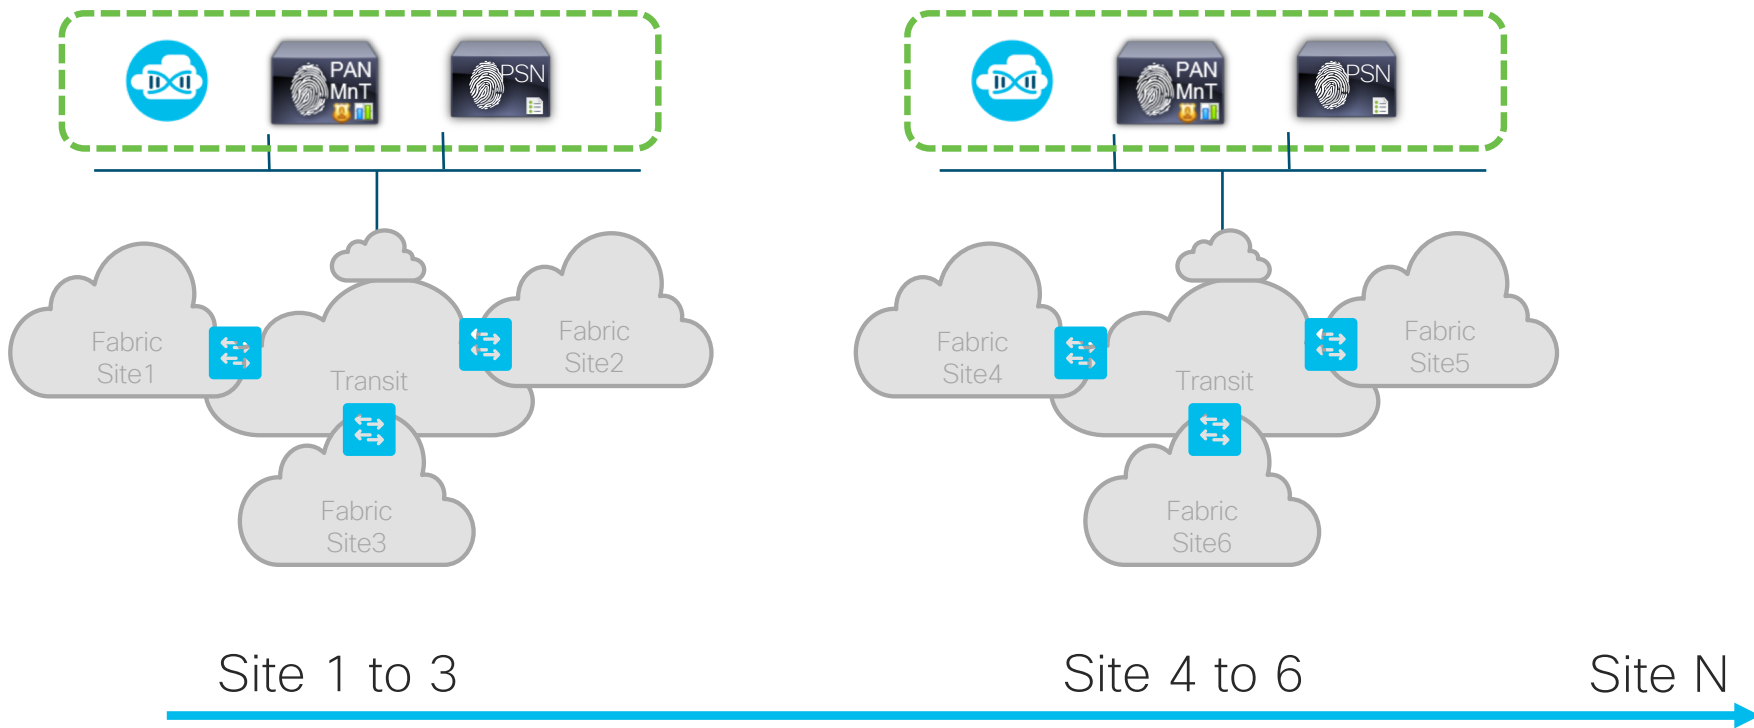 PAN
MnT
PSN
PAN
MnT
PSN
Fabric
Site1
Transit
Fabric
Site2
Fabric
Site3
Fabric
Site4
Transit
Fabric
Site5
Fabric
Site6
Site 1 to 3
Site 4 to 6
Site N